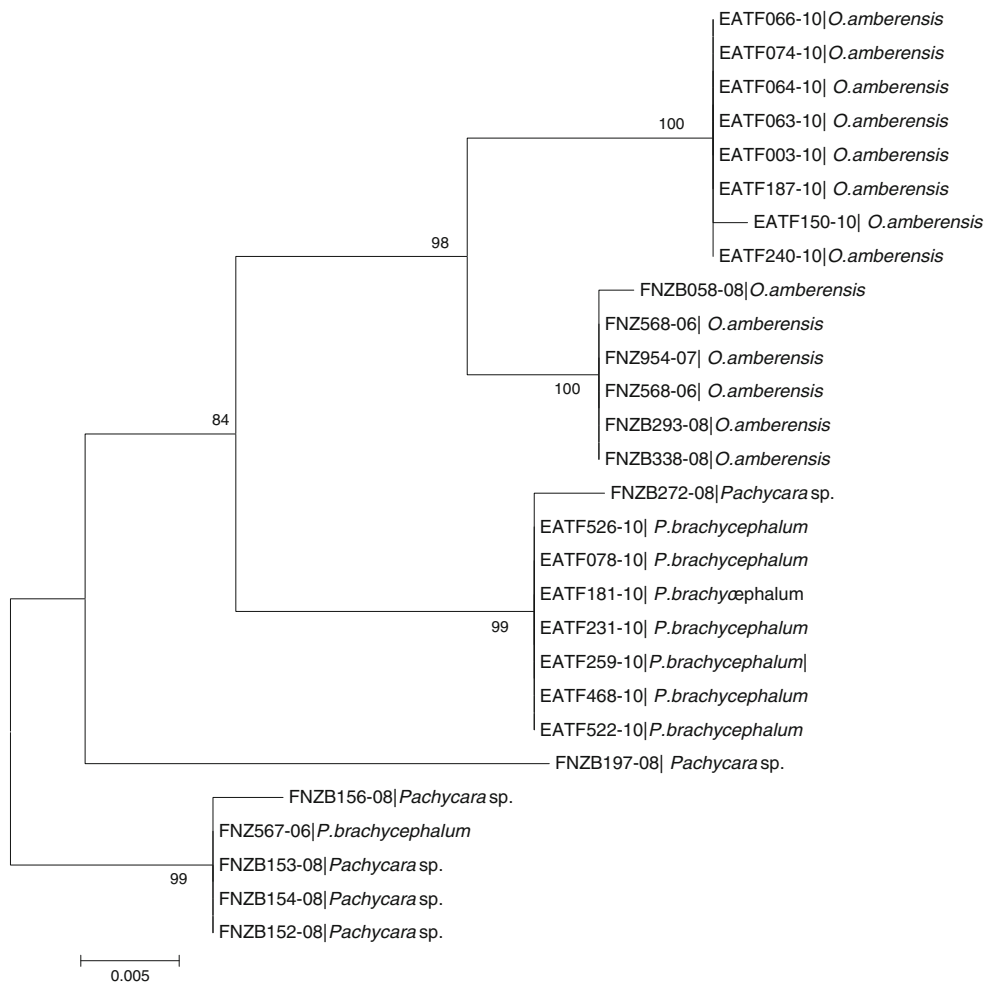 EATF066-10|O.amberensis
EATF074-10|O.amberensis
EATF064-10| O.amberensis
EATF063-10| O.amberensis
100
EATF003-10| O.amberensis
EATF187-10| O.amberensis
EATF150-10| O.amberensis
98
EATF240-10|O.amberensis
FNZB058-08|O.amberensis
FNZ568-06| O.amberensis
FNZ954-07| O.amberensis
100
FNZ568-06| O.amberensis
84
FNZB293-08|O.amberensis
FNZB338-08|O.amberensis
FNZB272-08|Pachycara sp.
EATF526-10| P.brachycephalum
EATF078-10| P.brachycephalum
EATF181-10| P.brachyœphalum
99
EATF231-10| P.brachycephalum
EATF259-10|P.brachycephalum|
EATF468-10| P.brachycephalum
EATF522-10|P.brachycephalum
FNZB197-08| Pachycara sp.
FNZB156-08|Pachycara sp.
FNZ567-06|P.brachycephalum
FNZB153-08|Pachycara sp.
99
FNZB154-08|Pachycara sp.
FNZB152-08|Pachycara sp.
0.005